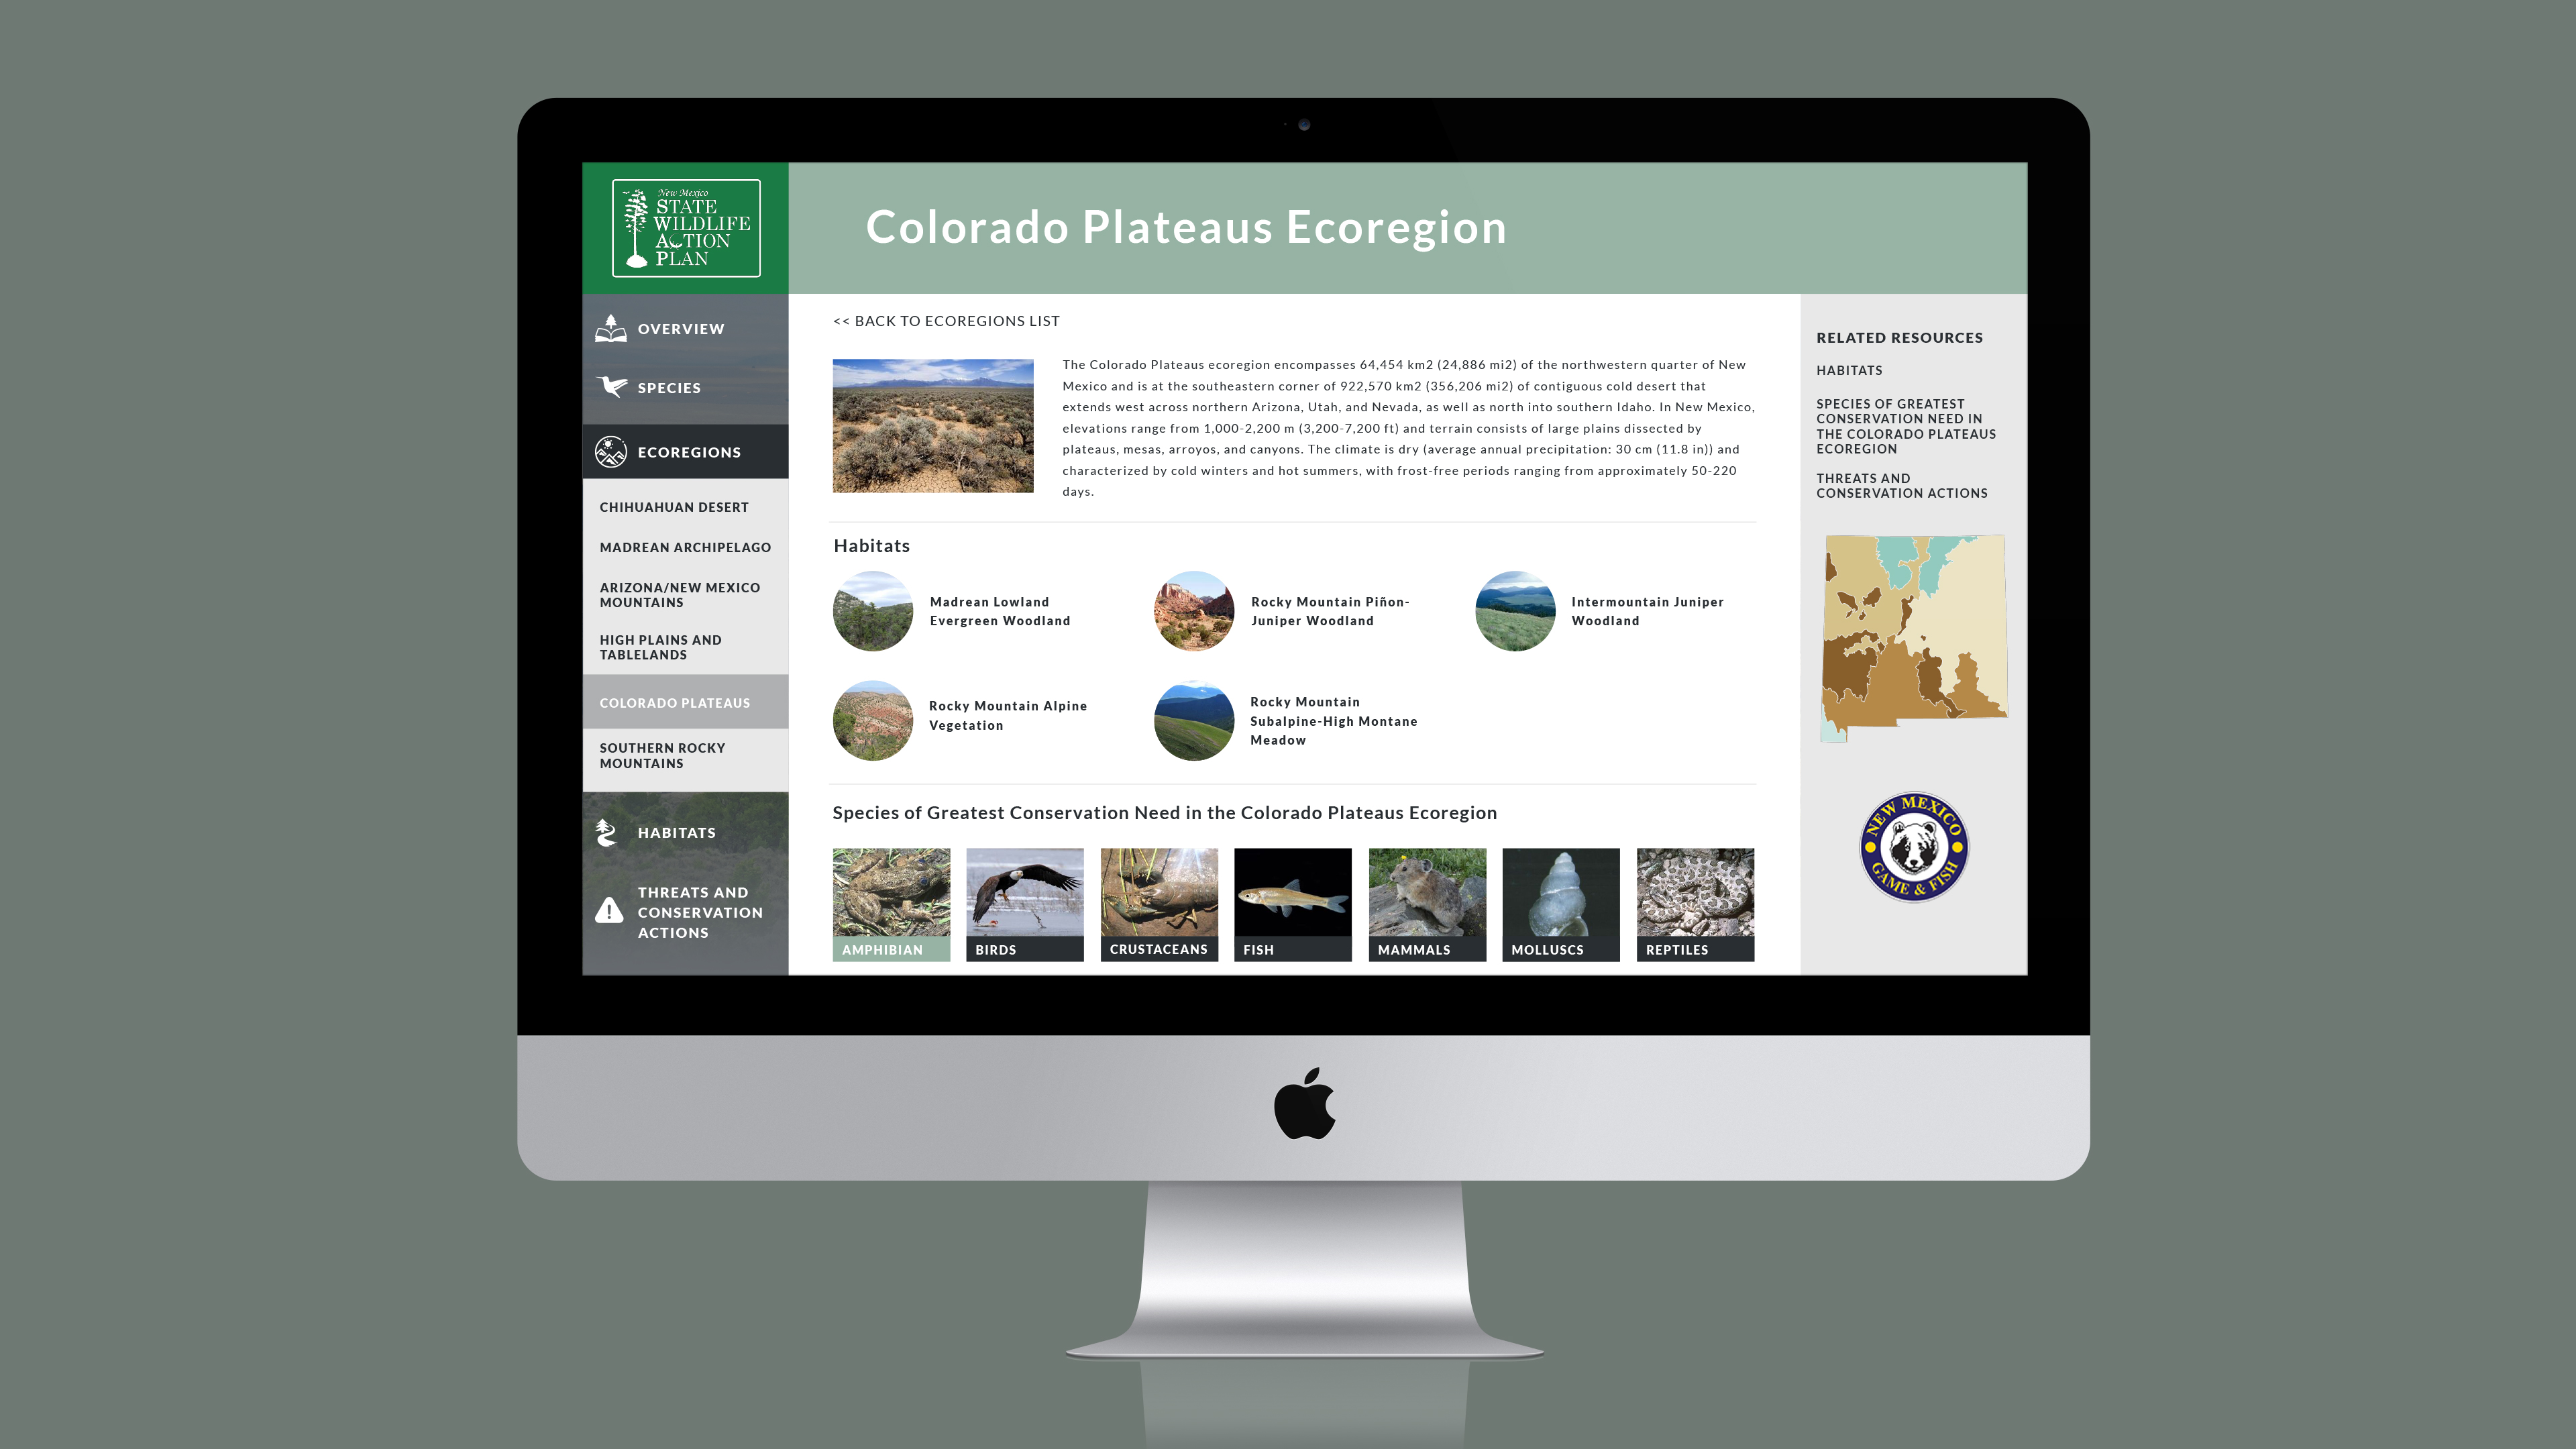 New Mexico
STATE
WILDLIFE
ACTION
PLAN
Colorado Plateaus Ecoregion
OVERVIEW
SPECIES
ECOREGIONS
CHIHUAHUAN DESERT
MADREAN ARCHIPELAGO
ARIZONA/NEW MEXICO
MOUNTAINS
HIGH PLAINS AND
TABLELANDS
COLORADO PLATEAUS
SOUTHERN ROCKY
MOUNTAINS
HABITATS
THREATS AND
CONSERVATION
ACTIONS
<< BACK TO ECOREGIONS LIST
The Colorado Plateaus ecoregion encompasses 64,454 km2 (24,886 mi2) of the northwestern quarter of New
Mexico and is at the southeastern corner of 922,570 km2 (356,206 mi2) of contiguous cold desert that
extends west across northern Arizona, Utah, and Nevada, as well as north into southern Idaho. In New Mexico,
elevations range from 1,000-2,200 m (3,200-7,200 ft) and terrain consists of large plains dissected by
plateaus, mesas, arroyos, and canyons. The climate is dry (average annual precipitation: 30 cm (11.8 in)) and
characterized by cold winters and hot summers, with frost-free periods ranging from approximately 50-220
days.
Habitats
Madrean Lowland
Evergreen Woodland
Rocky Mountain Piñon-
Juniper Woodland
Intermountain Juniper
Woodland
Rocky Mountain Alpine
Vegetation
Rocky Mountain
Subalpine-High Montane
Meadow
Species of Greatest Conservation Need in the Colorado Plateaus Ecoregion
AMPHIBIAN
BIRDS
CRUSTACEANS
FISH
MAMMALS
MOLLUSCS
REPTILES
RELATED RESOURCES
HABITATS
SPECIES OF GREATEST
CONSERVATION NEED IN
THE COLORADO PLATEAUS
ECOREGION
THREATS AND
CONSERVATION ACTIONS
NEW MEXICO
GAME & FISH